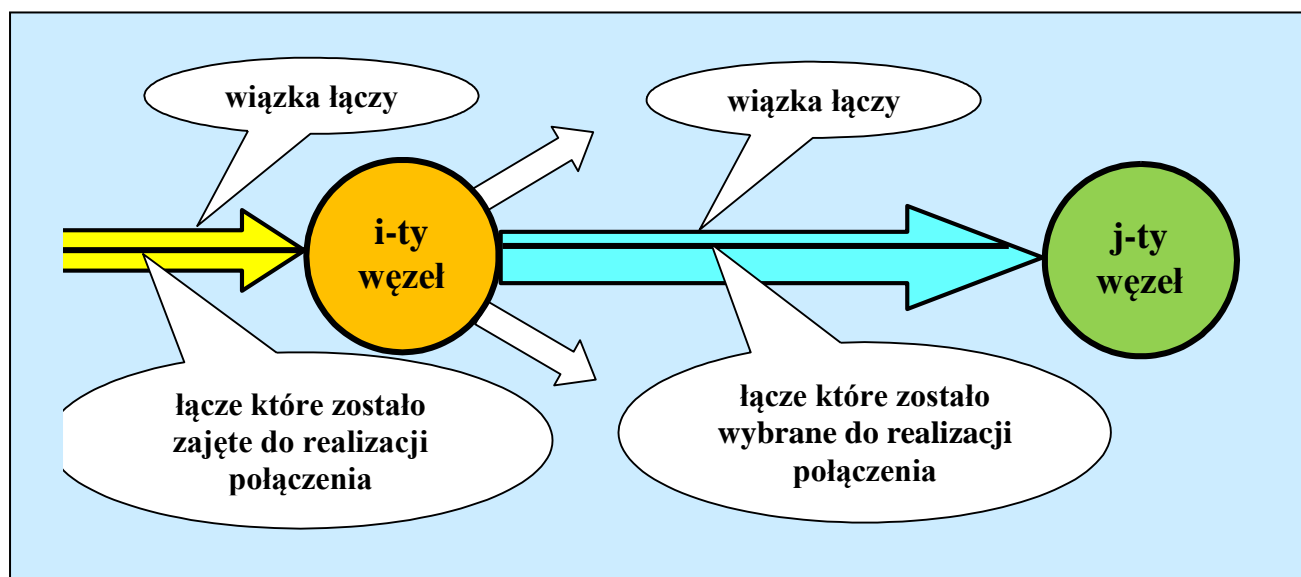 wiązka łączy
wiązka łączy
i-ty
węzeł
j-ty
węzeł
łącze które zostało
zajęte do realizacji
połączenia
łącze które zostało
wybrane do realizacji
połączenia